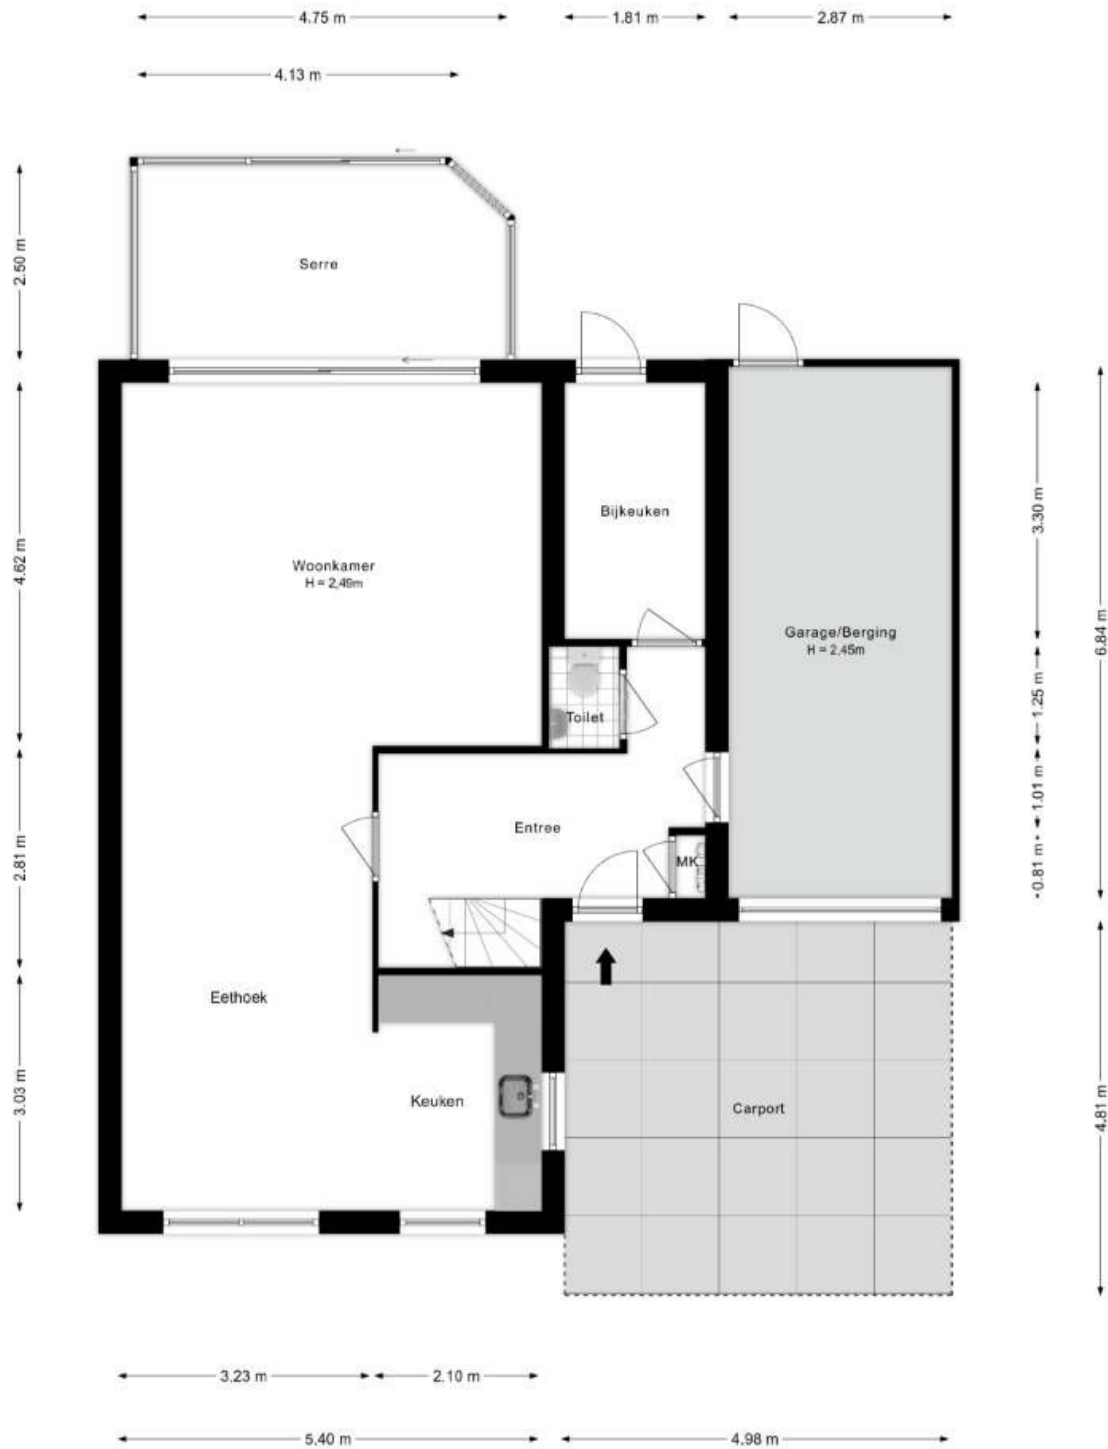 4.75 m
1.81 m
2.87 m
4.13 m
2.50 m
Serre
4.62 m
Woonkamer
H = 2,49m
Bijkeuken
3.30 m
Garage/Berging
H = 2,45m
6.84 m
1.25 m
Toilet
1.01 m
0.81 m
Entree
MK
2.81 m
Eethoek
Keuken
3.03 m
Carport
4.81 m
3.23 m
2.10 m
5.40 m
4.98 m